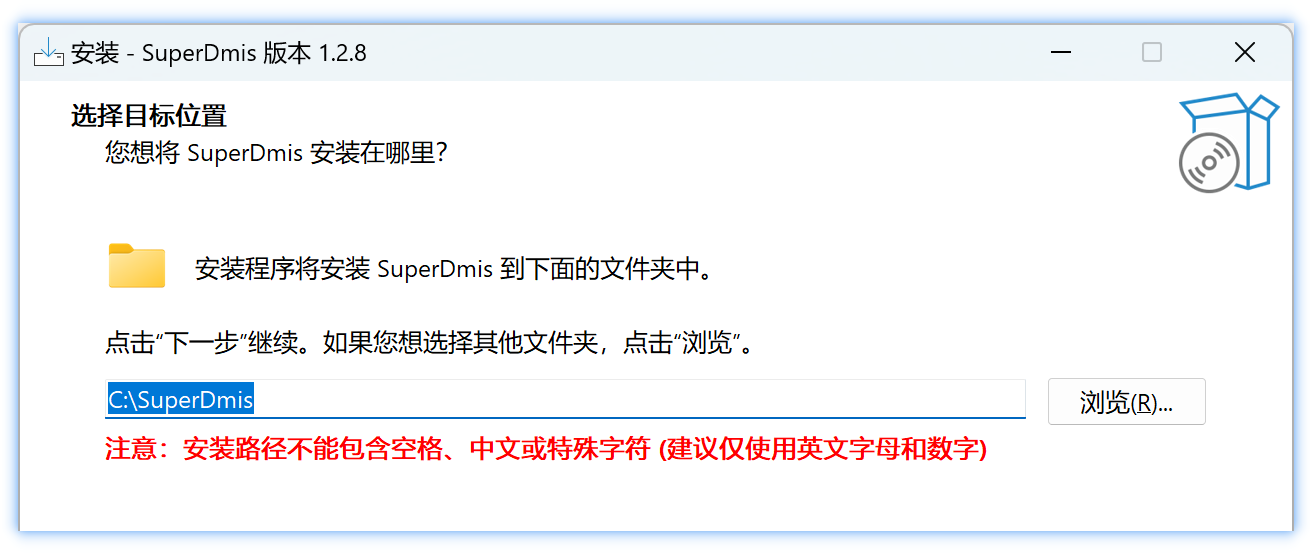 安装 - SuperDmis 版本 1.2.8
选择目标位置
您想将 SuperDmis 安装在哪里？
安装程序将安装 SuperDmis 到下面的文件夹中。
点击“下一步”继续。如果您想选择其他文件夹，点击“浏览”。
C:\SuperDmis
浏览(R)...
注意：安装路径不能包含空格、中文或特殊字符 (建议仅使用英文字母和数字)